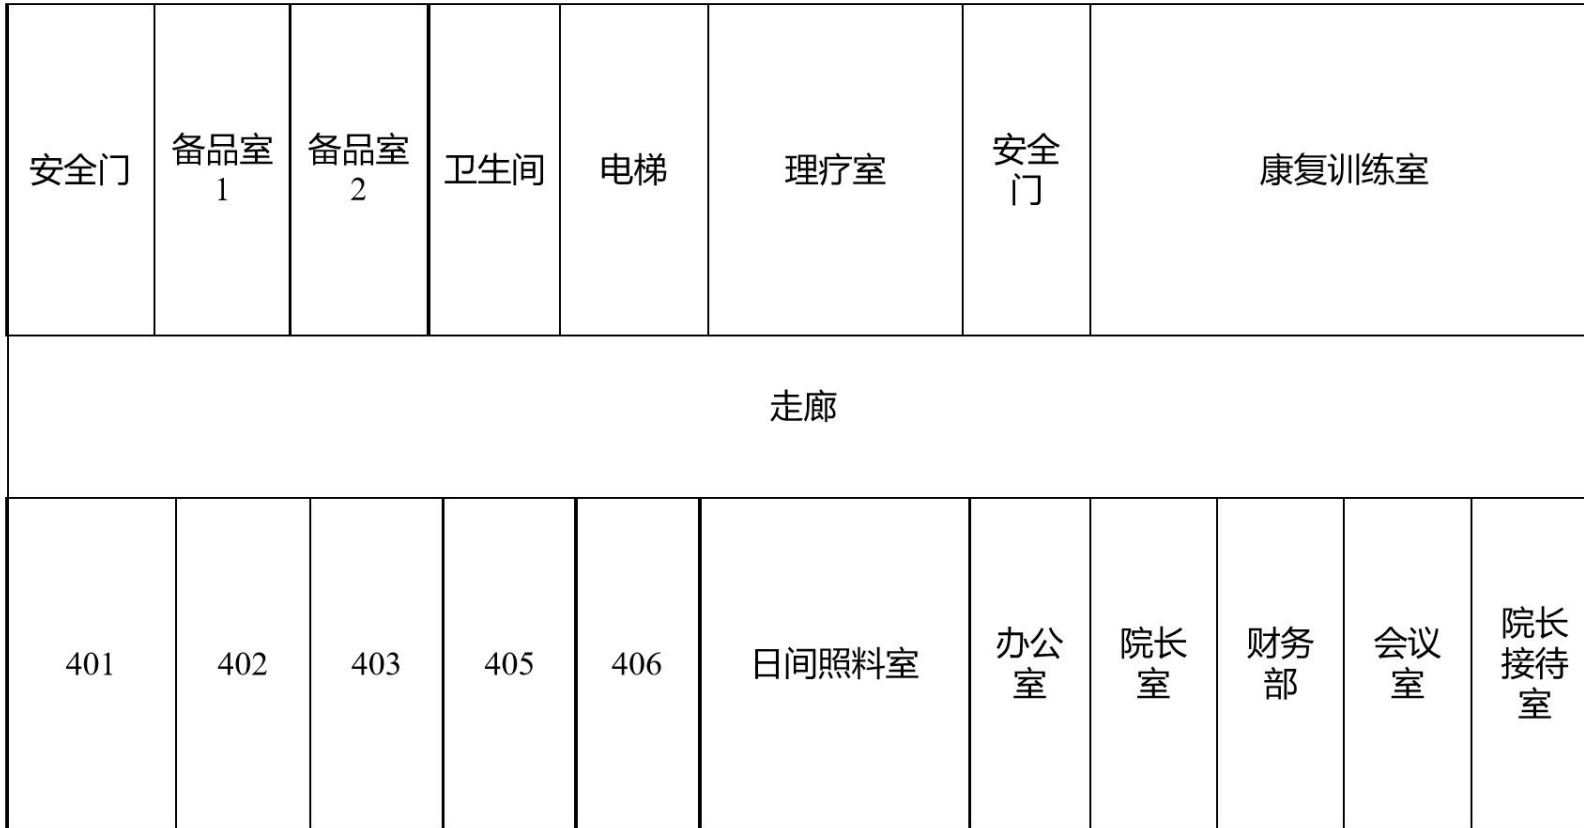 安全门
备品室
1
备品室
2
卫生间
电梯
理疗室
安全
门
康复训练室
走廊
401
402
403
405
406
日间照料室
办公
室
院长
室
财务
部
会议
室
院长
接待
室